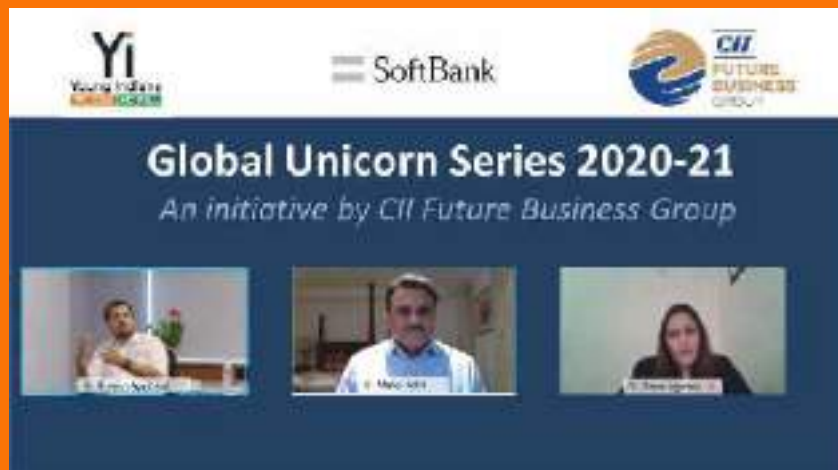 Yi
Young Indians
SoftBank
CII
FUTURE
BUSINESS
GROUP
Global Unicorn Series 2020-21
An initiative by CII Future Business Group